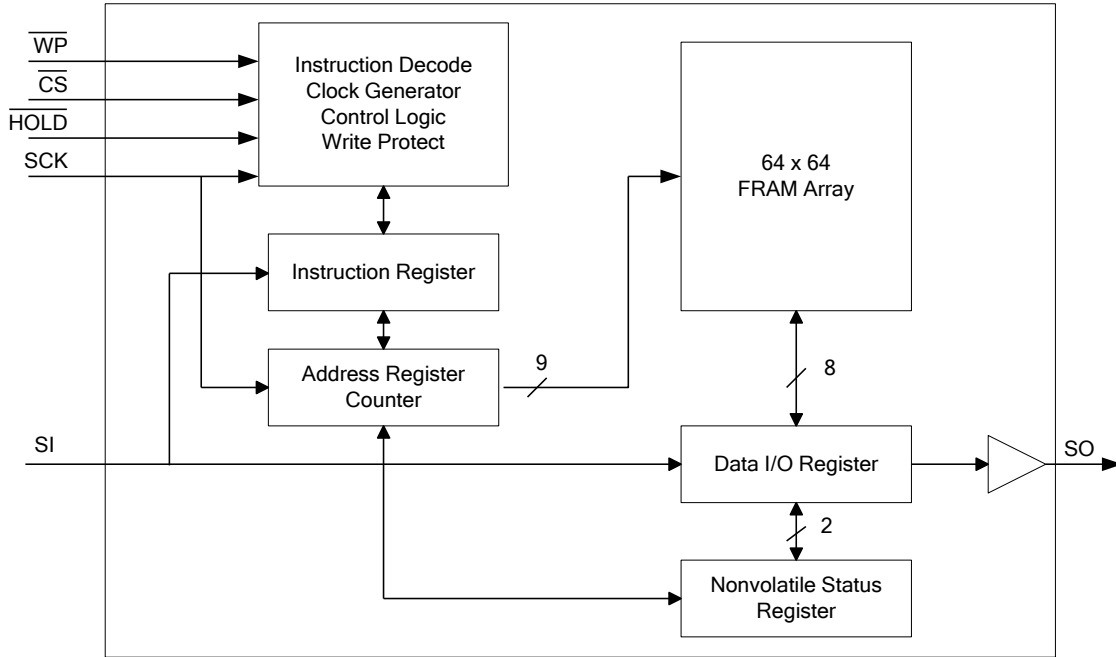 WP
CS
HOLD
SCK
Instruction Decode
Clock Generator
Control Logic
Write Protect
64 x 64
FRAM Array
Instruction Register
Address Register
Counter
9
8
SI
Data I/O Register
SO
2
Nonvolatile Status
Register